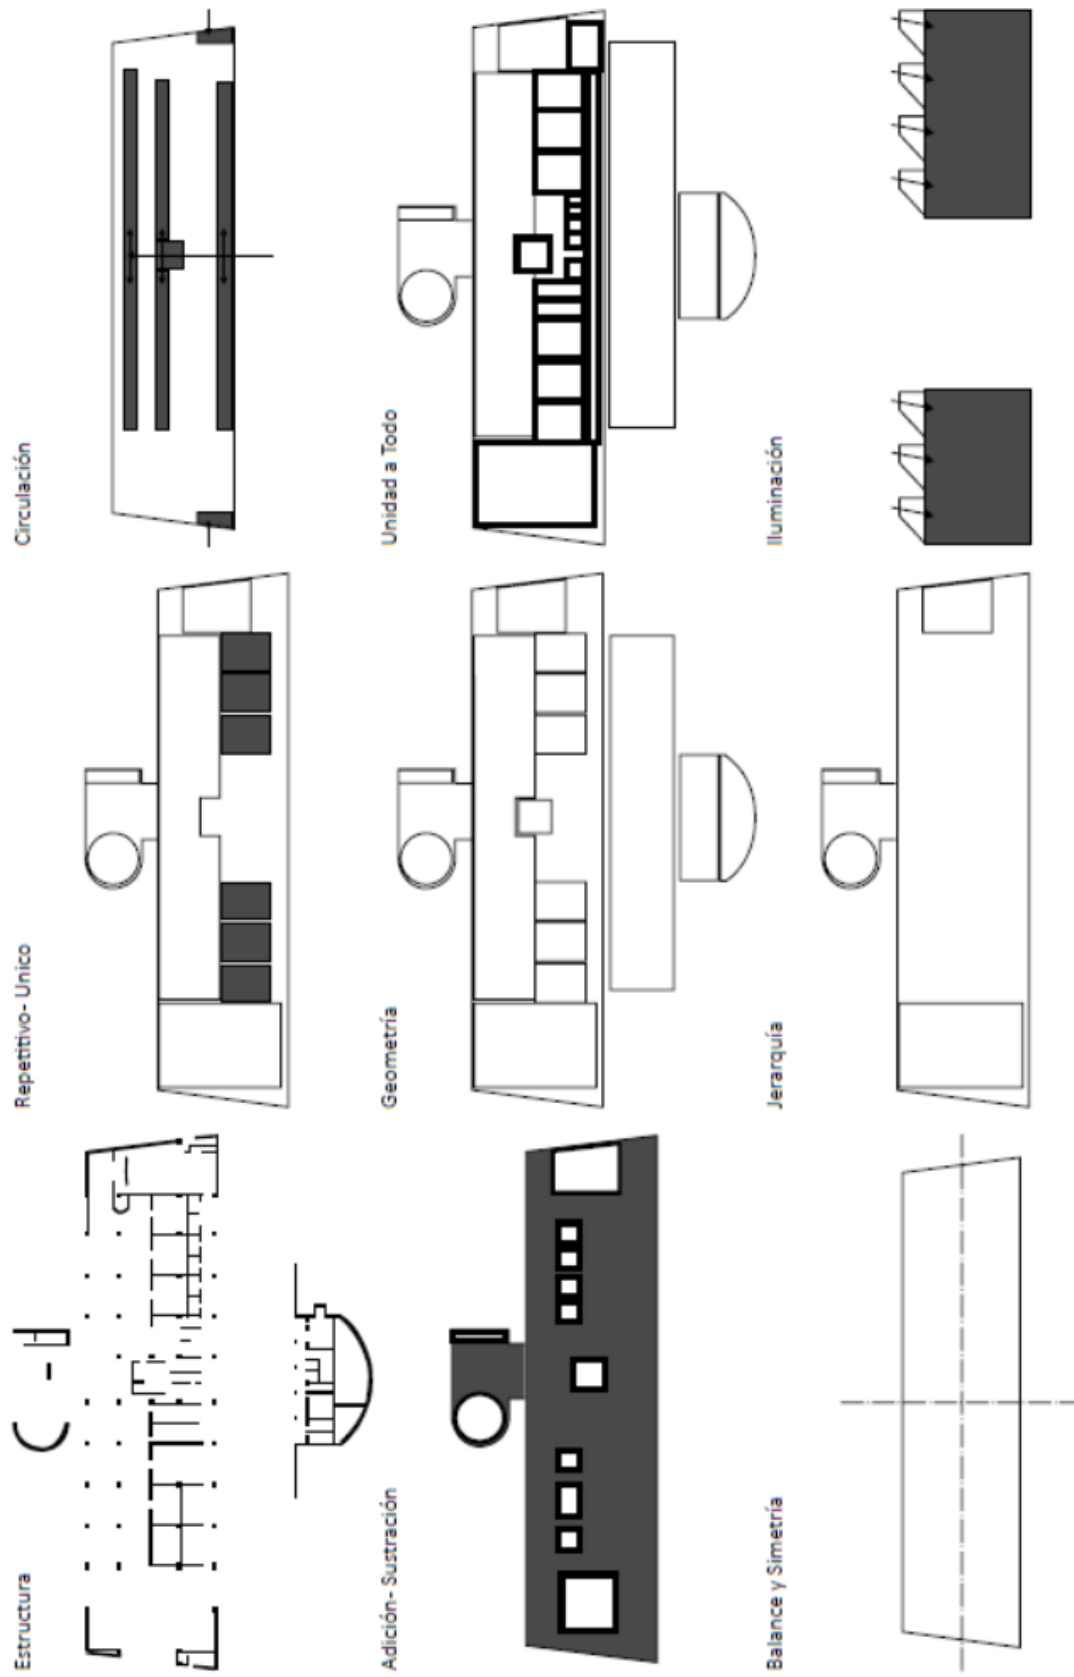 Estructura
Repetitivo- Unico
Circulación
Adición- Sustración
Geometría
Unidad a Todo
Balance y Simetría
Jerarquía
Iluminación